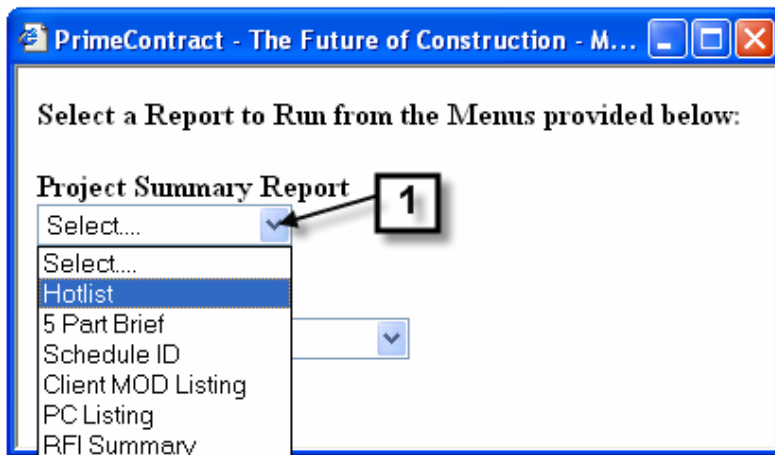 PrimeContract - The Future of Construction - M...
Select a Report to Run from the Menus provided below:
Project Summary Report
1
Select....
Select....
Hotlist
5 Part Brief
Schedule ID
Client MOD Listing
PC Listing
RFI Summary